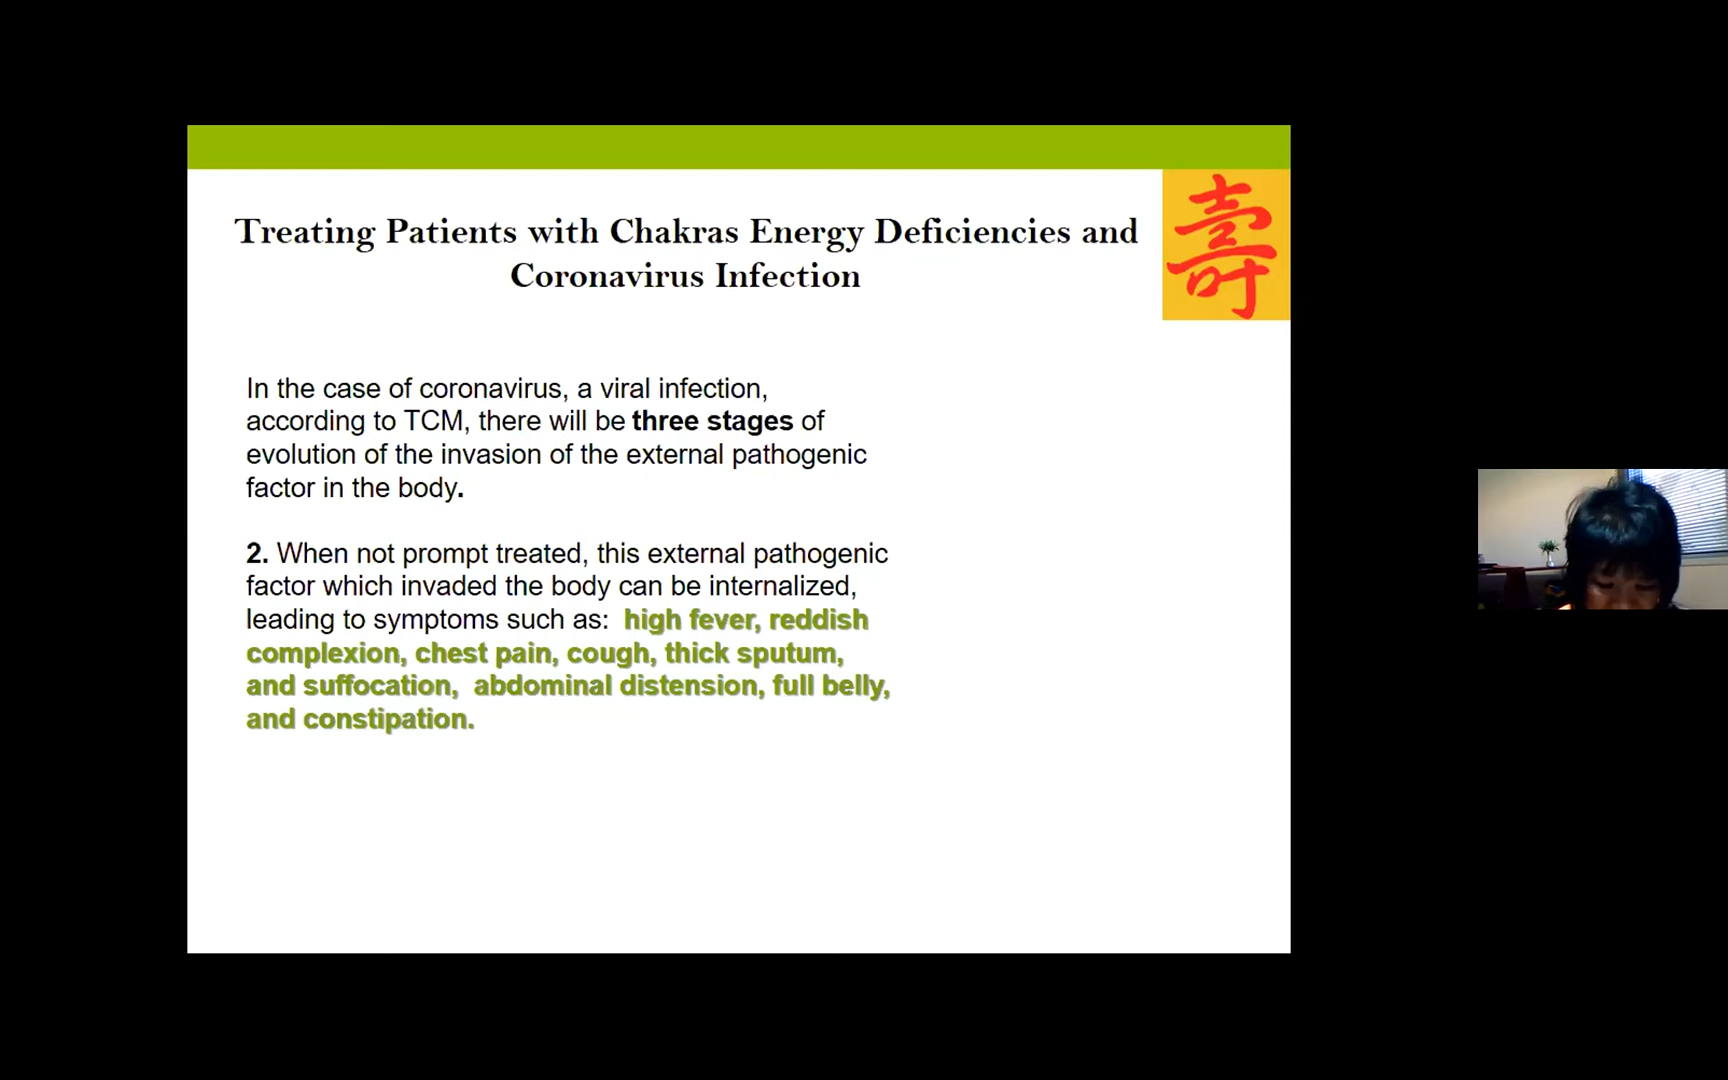 Treating Patients with Chakras Energy Deficiencies and
Coronavirus Infection
壽
In the case of coronavirus, a viral infection,
according to TCM, there will be three stages of
evolution of the invasion of the external pathogenic
factor in the body.
2. When not prompt treated, this external pathogenic
factor which invaded the body can be internalized,
leading to symptoms such as: high fever, reddish
complexion, chest pain, cough, thick sputum,
and suffocation, abdominal distension, full belly,
and constipation.